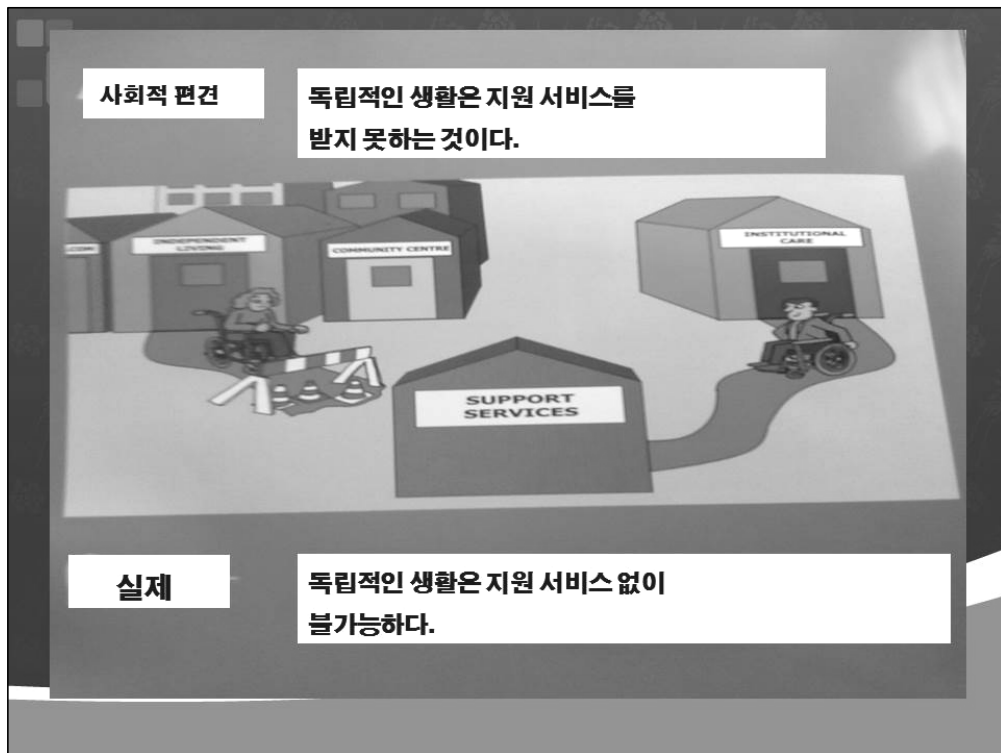 사회적 편견
독립적인 생활은 지원 서비스를
받지 못하는 것이다.
INDEPENDENT
LIVING
COMMUNITY CENTRE
INSTITUTIONAL
CARE
SUPPORT
SERVICES
실제
독립적인 생활은 지원 서비스 없이
불가능하다.